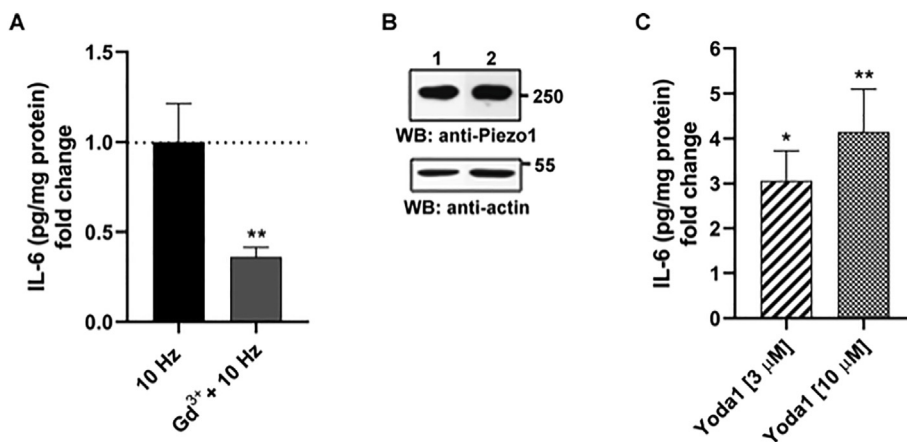 A
IL-6 (pg/mg protein)
fold change
1.5
1.0
0.5
0.0
**
10 Hz
Gd³⁺ + 10 Hz
B
1 2
250
WB: anti-Piezo1
55
WB: anti-actin
C
IL-6 (pg/mg protein)
fold change
6
5
4
3
2
1
0
*
**
Yoda1 [3 μM]
Yoda1 [10 μM]